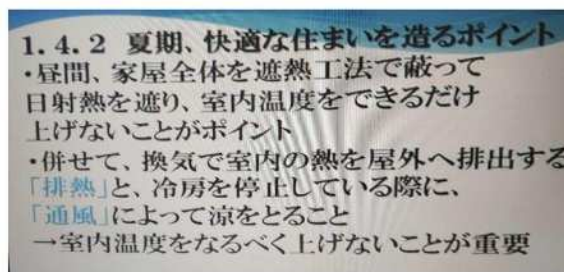 1.4.2 夏期、快適な住まいを造るポイント
・昼間、家屋全体を遮熱工法で蔽って
日射熱を遮り、室内温度をできるだけ
上げないことがポイント
・併せて、換気で室内の熱を屋外へ排出する
「排熱」と、冷房を停止している際に、
「通風」によって涼をとること
→室内温度をなるべく上げないことが重要